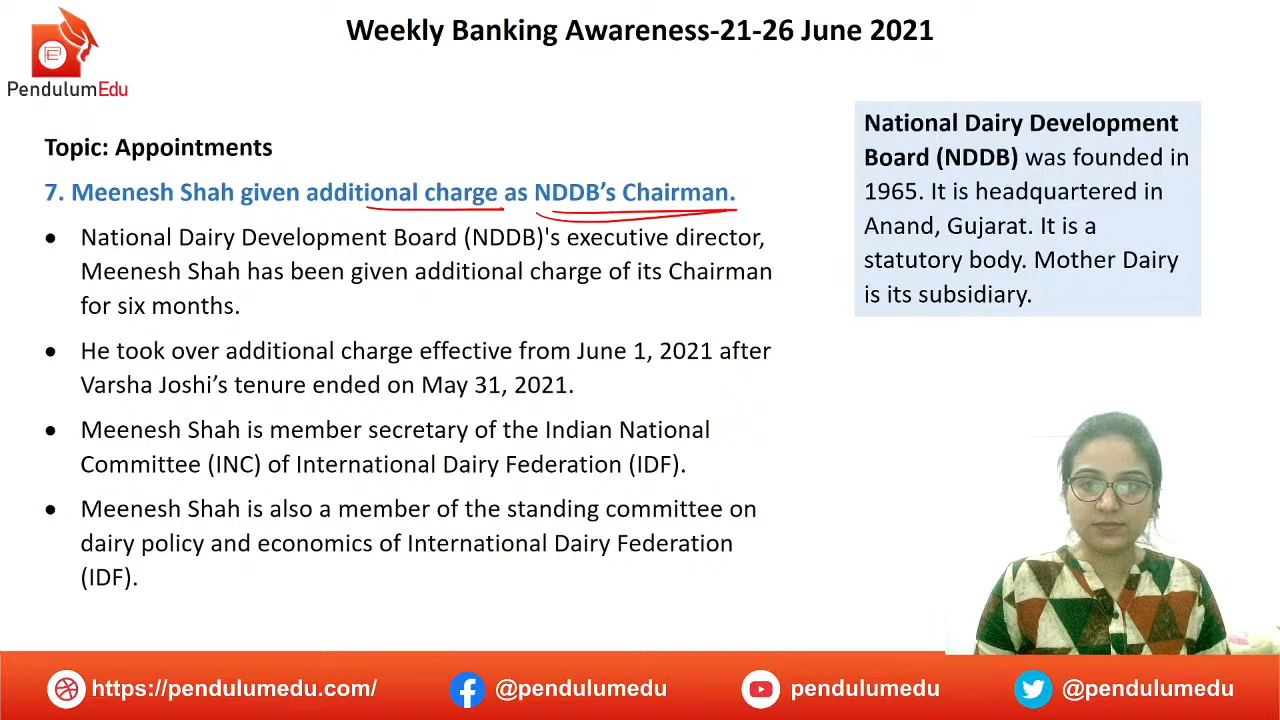 Weekly Banking Awareness-21-26 June 2021
PendulumEdu
Topic: Appointments
7. Meenesh Shah given additional charge as NDDB's Chairman.
• National Dairy Development Board (NDDB)'s executive director,
Meenesh Shah has been given additional charge of its Chairman
for six months.
• He took over additional charge effective from June 1, 2021 after
Varsha Joshi's tenure ended on May 31, 2021.
• Meenesh Shah is member secretary of the Indian National
Committee (INC) of International Dairy Federation (IDF).
• Meenesh Shah is also a member of the standing committee on
dairy policy and economics of International Dairy Federation
(IDF).
National Dairy Development
Board (NDDB) was founded in
1965. It is headquartered in
Anand, Gujarat. It is a
statutory body. Mother Dairy
is its subsidiary.
https://pendulumedu.com/
@pendulumedu
pendulumedu
@pendulumedu